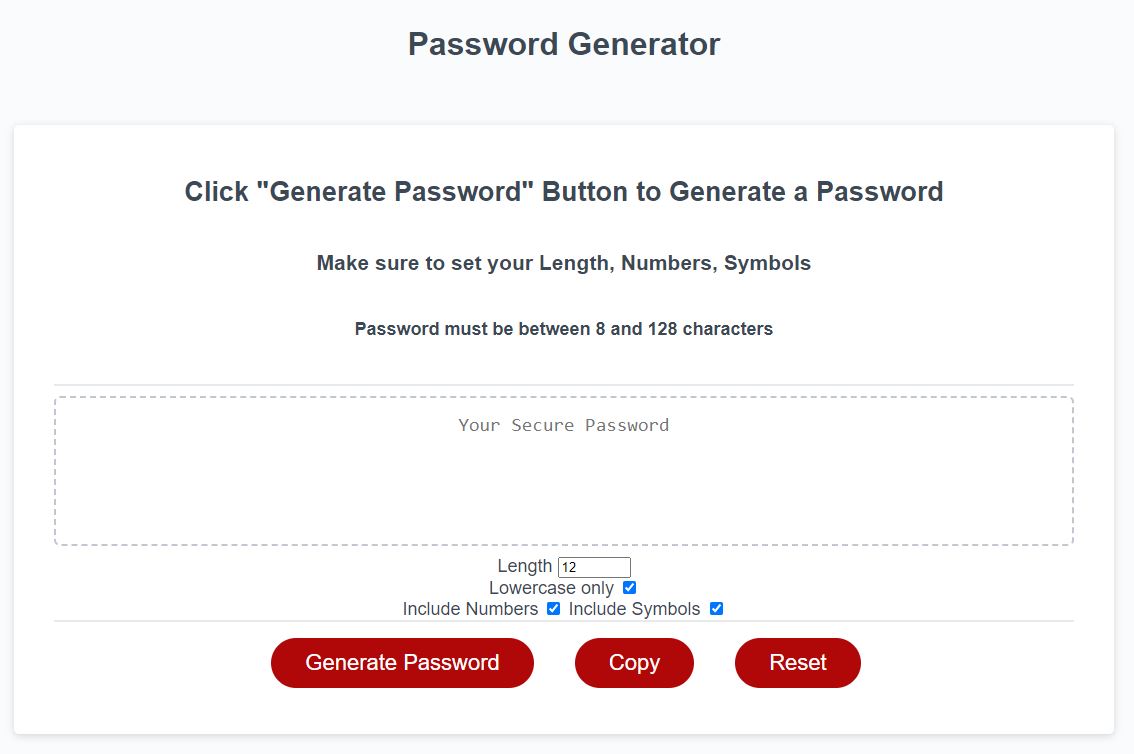 Password Generator
Click "Generate Password" Button to Generate a Password
Make sure to set your Length, Numbers, Symbols
Password must be between 8 and 128 characters
Your Secure Password
Length 12
Lowercase only
Include Numbers Include Symbols
Generate Password Copy Reset